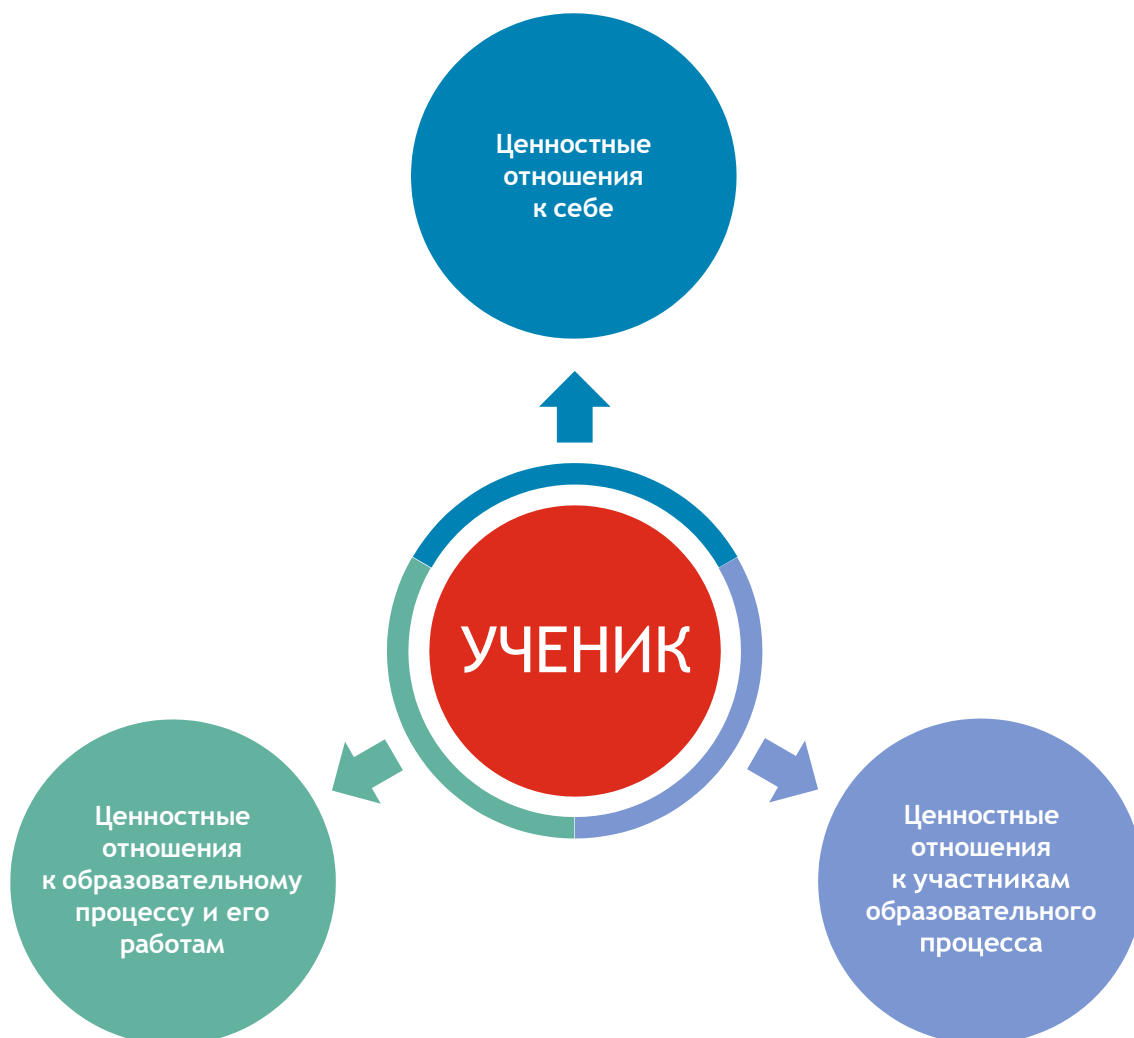 Ценностные
отношения
к себе
УЧЕНИК
Ценностные
отношения
к образовательному
процессу и его
работам
Ценностные
отношения
к участникам
образовательного
процесса